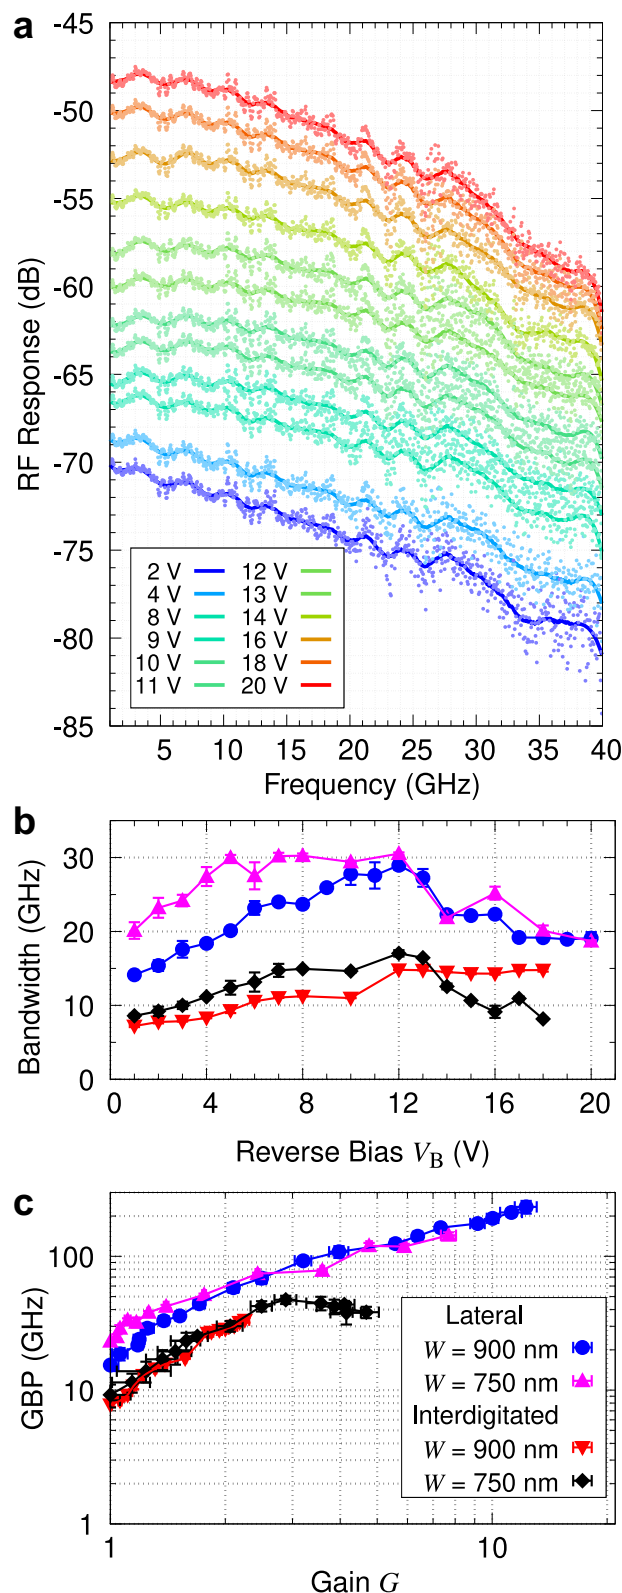 a
-45
-50
-55
-60
-65
-70
-75
-80
-85
RF Response (dB)
2 V 12 V
4 V 13 V
8 V 14 V
9 V 16 V
10 V 18 V
11 V 20 V
5 10 15 20 25 30 35 40
Frequency (GHz)
b
30
20
10
0
Bandwidth (GHz)
0 4 8 12 16 20
Reverse Bias VB (V)
c
100
10
1
GBP (GHz)
Lateral
W = 900 nm
W = 750 nm
Interdigitated
W = 900 nm
W = 750 nm
1 10
Gain G